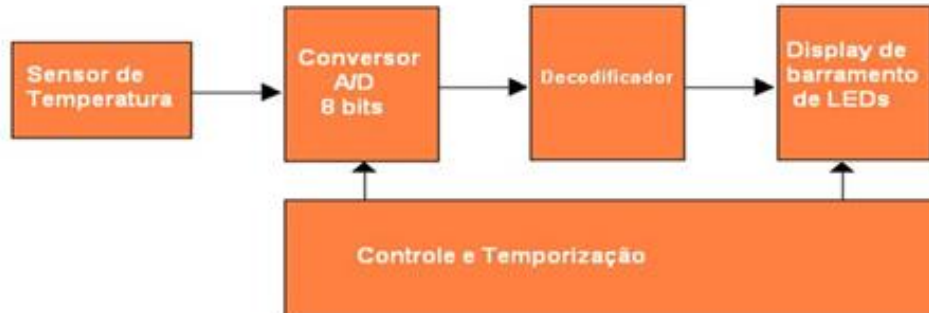 Sensor de
Temperatura
Conversor
A/D
8 bits
Decodificador
Display de
barramento
de LEDs
Controle e Temporização